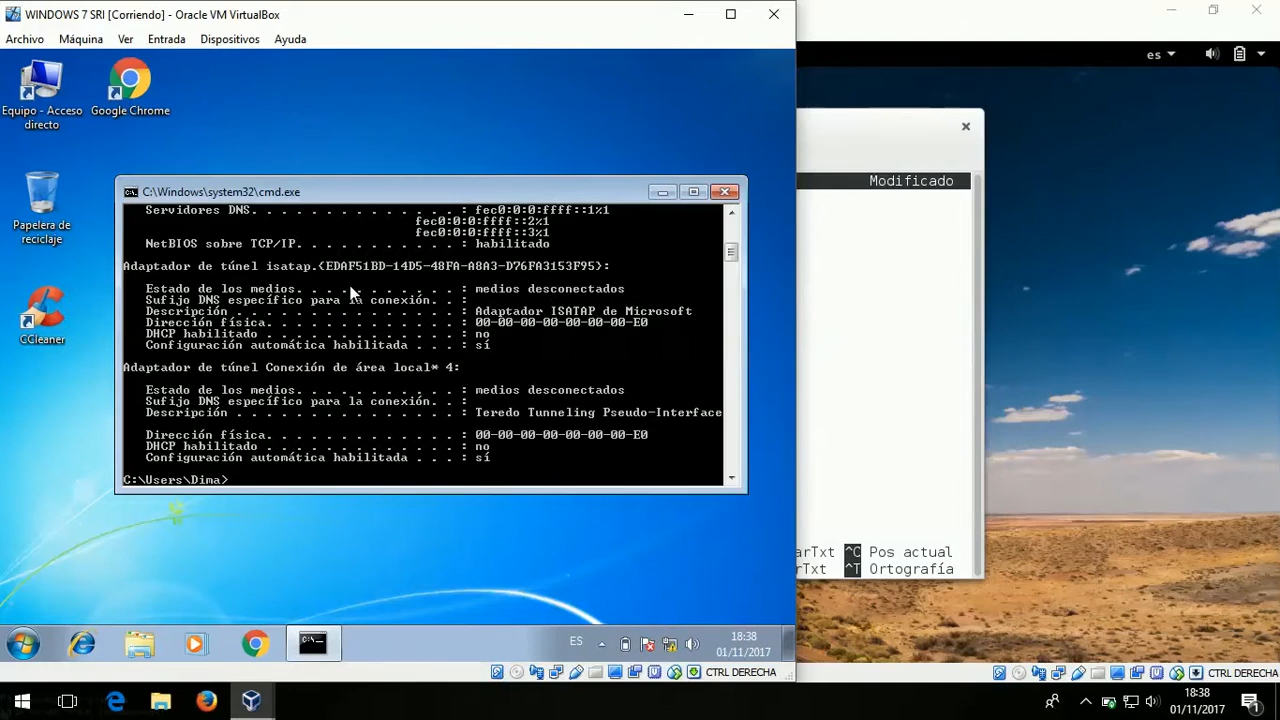 WINDOWS 7 SRI [Corriendo] - Oracle VM VirtualBox
Archivo Máquina Ver Entrada Dispositivos Ayuda
es
Equipo - Acceso
directo
Google Chrome
Papelera de
reciclaje
CCleaner
C:\Windows\system32\cmd.exe
Servidores DNS. . . . . . . . . . . . . . : fec0:0:0:ffff::1%1
fec0:0:0:ffff::2%1
fec0:0:0:ffff::3%1
NetBIOS sobre TCP/IP. . . . . . . . . . . : habilitado
Adaptador de túnel isatap.{EDAF51BD-14D5-48FA-A8A3-D76FA3153F95}:
Estado de los medios. . . . . . . . . . . : medios desconectados
Sufijo DNS específico para la conexión. . :
Descripción . . . . . . . . . . . . . . . : Adaptador ISATAP de Microsoft
Dirección física. . . . . . . . . . . . . : 00-00-00-00-00-00-00-E0
DHCP habilitado . . . . . . . . . . . . . : no
Configuración automática habilitada . . . : sí
Adaptador de túnel Conexión de área local* 4:
Estado de los medios. . . . . . . . . . . : medios desconectados
Sufijo DNS específico para la conexión. . :
Descripción . . . . . . . . . . . . . . . : Teredo Tunneling Pseudo-Interface
Dirección física. . . . . . . . . . . . . : 00-00-00-00-00-00-00-E0
DHCP habilitado . . . . . . . . . . . . . : no
Configuración automática habilitada . . . : sí
C:\Users\Dima>
Modificado
arTxt ^C Pos actual
rTxt ^T Ortografía
ES
18:38
01/11/2017
CTRL DERECHA
CTRL DERECHA
18:38
01/11/2017
1